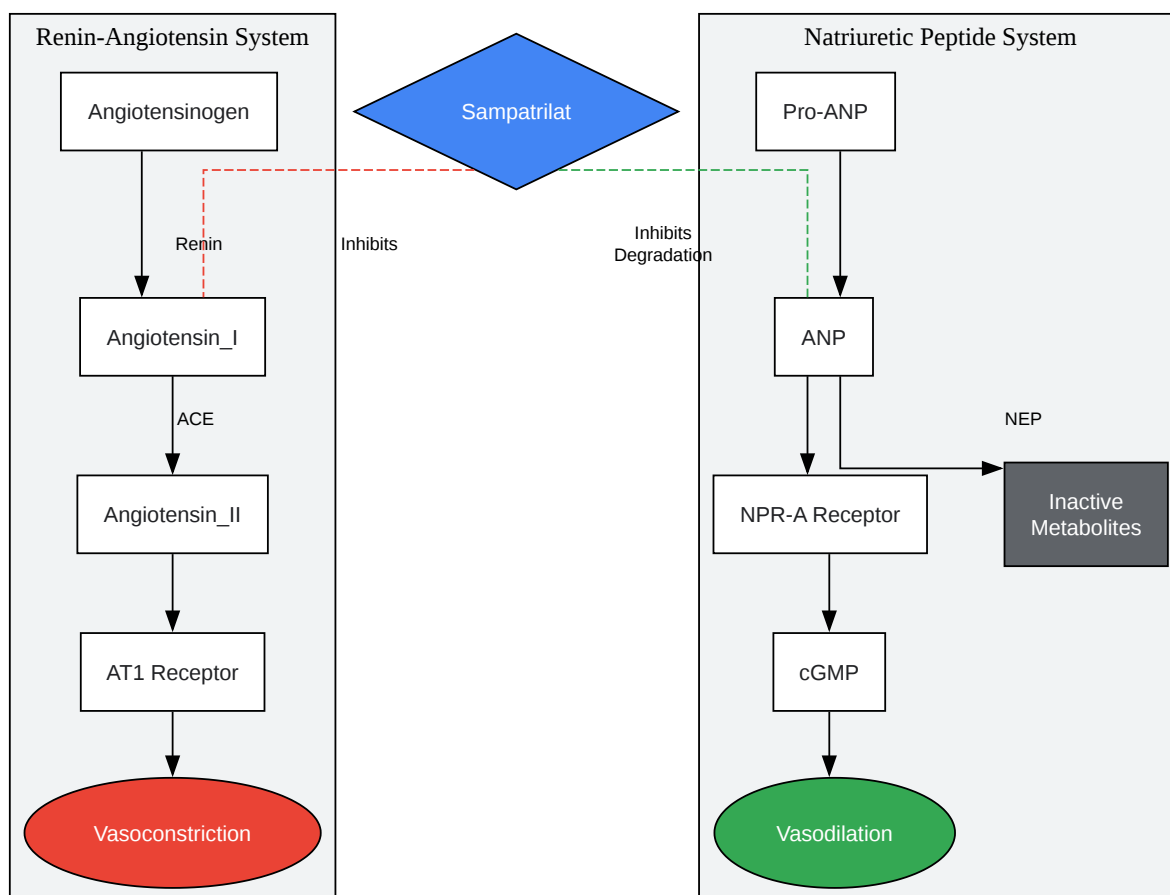 Renin-Angiotensin System
Natriuretic Peptide System
Angiotensinogen
Sampatrilat
Pro-ANP
Renin
Inhibits
Inhibits
Degradation
Angiotensin_I
ANP
ACE
NEP
Angiotensin_II
NPR-A Receptor
Inactive
Metabolites
AT1 Receptor
cGMP
Vasoconstriction
Vasodilation